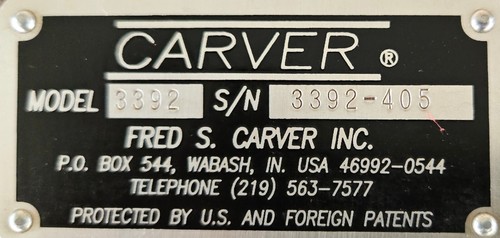 CARVER ®
MODEL 3392 S/N 3392-405
FRED S. CARVER INC.
P.O. BOX 544, WABASH, IN. USA 46992-0544
TELEPHONE (219) 563-7577
PROTECTED BY U.S. AND FOREIGN PATENTS